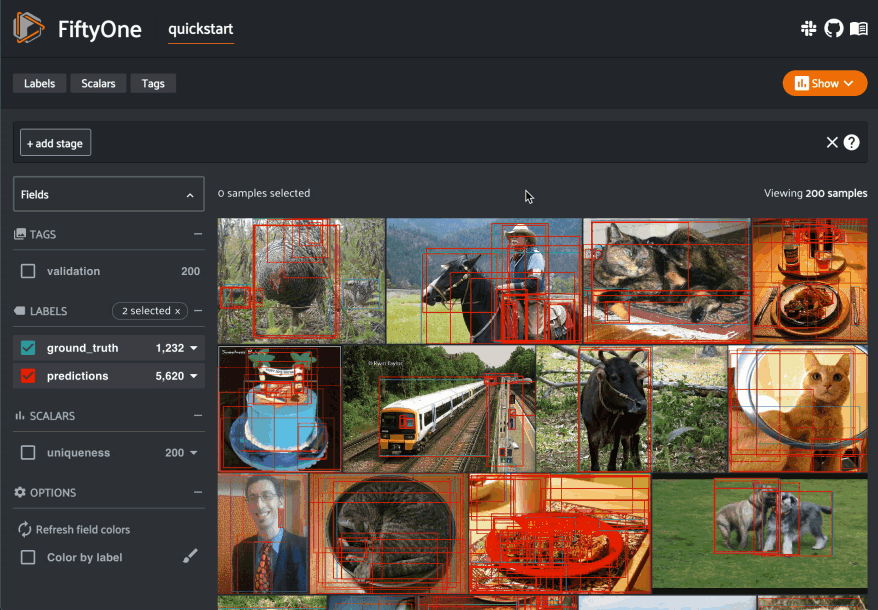 FiftyOne
quickstart
Labels
Scalars
Tags
Show
+ add stage
?
Fields
0 samples selected
Viewing 200 samples
TAGS
validation 200
LABELS
2 selected x
ground_truth 1,232
predictions 5,620
SCALARS
uniqueness 200
OPTIONS
Refresh field colors
Color by label